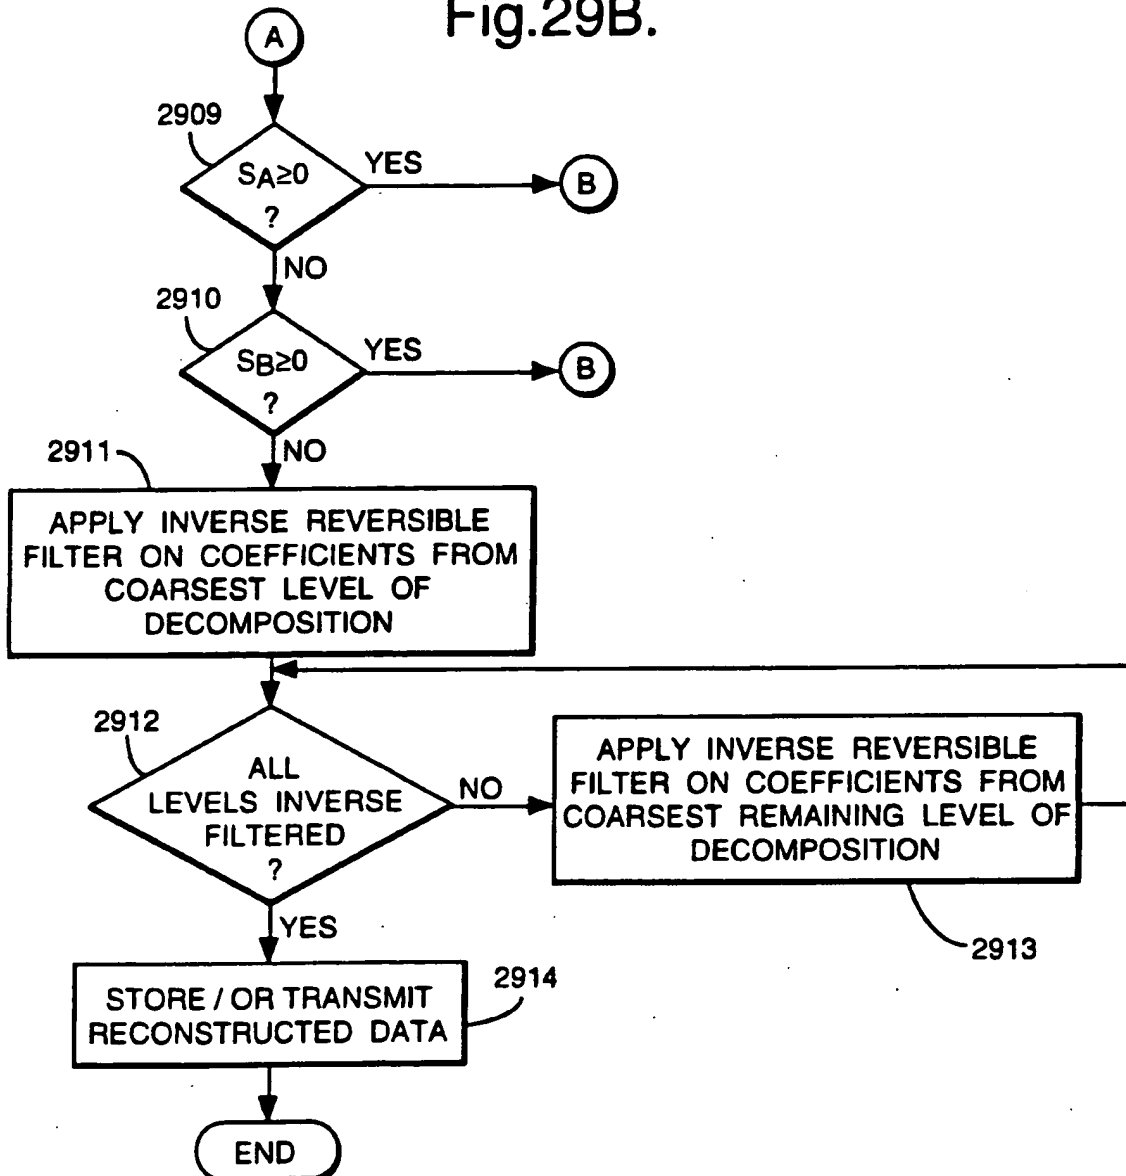 Fig.29B.
A
2909
SA≥0
?
YES
B
NO
2910
SB≥0
?
YES
B
NO
2911
APPLY INVERSE REVERSIBLE
FILTER ON COEFFICIENTS FROM
COARSEST LEVEL OF
DECOMPOSITION
2912
ALL
LEVELS INVERSE
FILTERED
?
NO
APPLY INVERSE REVERSIBLE
FILTER ON COEFFICIENTS FROM
COARSEST REMAINING LEVEL OF
DECOMPOSITION
2913
YES
2914
STORE / OR TRANSMIT
RECONSTRUCTED DATA
END